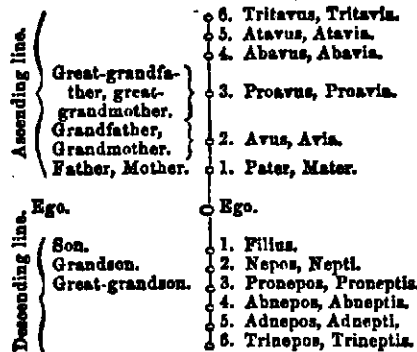 6. Tritavus, Tritavia.
5. Atavus, Atavia.
4. Abavus, Abavia.
Great-grandfa-
ther, great-
grandmother.
3. Proavus, Proavia.
Grandfather,
Grandmother.
2. Avus, Avia.
Father, Mother. 1. Pater, Mater.
Ascending line.
Ego. Ego.
Son. 1. Filius.
Grandson. 2. Nepos, Nepti.
Great-grandson. 3. Pronepos, Proneptis.
4. Abnepos, Abneptis.
5. Adnepos, Adnepti.
6. Trinepos, Trineptis.
Descending line.